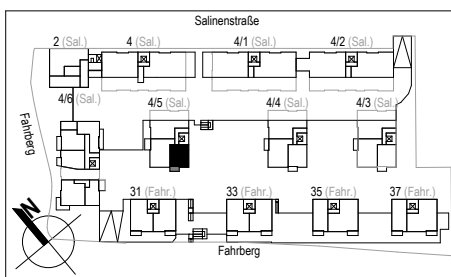 Salinenstraße
2 (Sal.) 4 (Sal.) 4/1 (Sal.) 4/2 (Sal.)
4/6 (Sal.) 4/5 (Sal.) 4/4 (Sal.) 4/3 (Sal.)
Fahrberg
31 (Fahr.) 33 (Fahr.) 35 (Fahr.) 37 (Fahr.)
N
Fahrberg